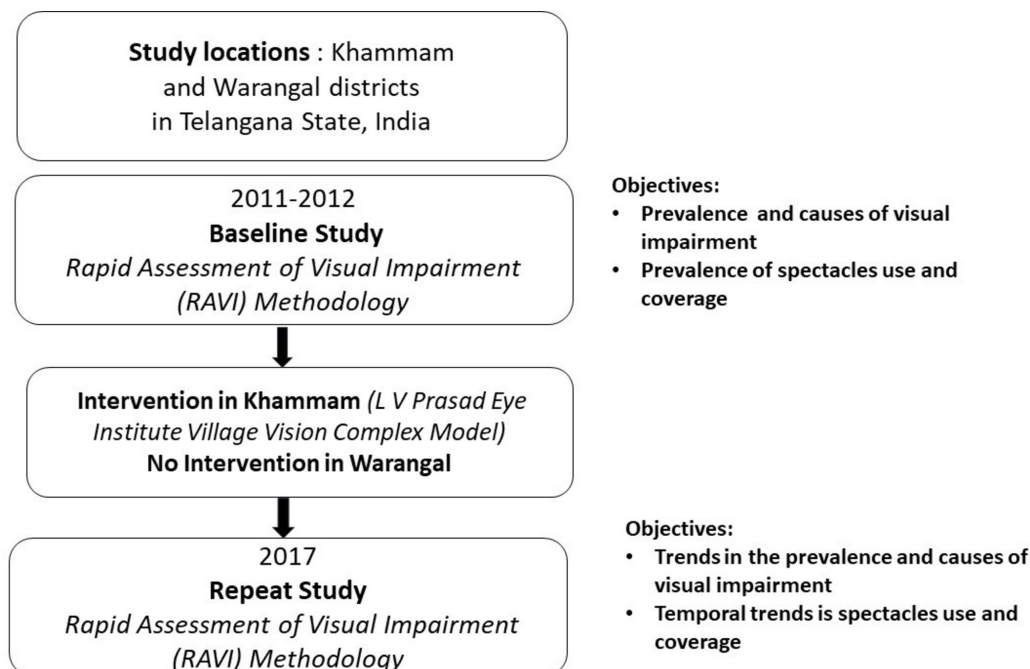 Study locations : Khammam
and Warangal districts
in Telangana State, India
2011-2012
Baseline Study
Rapid Assessment of Visual Impairment
(RAVI) Methodology
Objectives:
• Prevalence and causes of visual
impairment
• Prevalence of spectacles use and
coverage
Intervention in Khammam (L V Prasad Eye
Institute Village Vision Complex Model)
No Intervention in Warangal
2017
Repeat Study
Rapid Assessment of Visual Impairment
(RAVI) Methodology
Objectives:
• Trends in the prevalence and causes of
visual impairment
• Temporal trends is spectacles use and
coverage